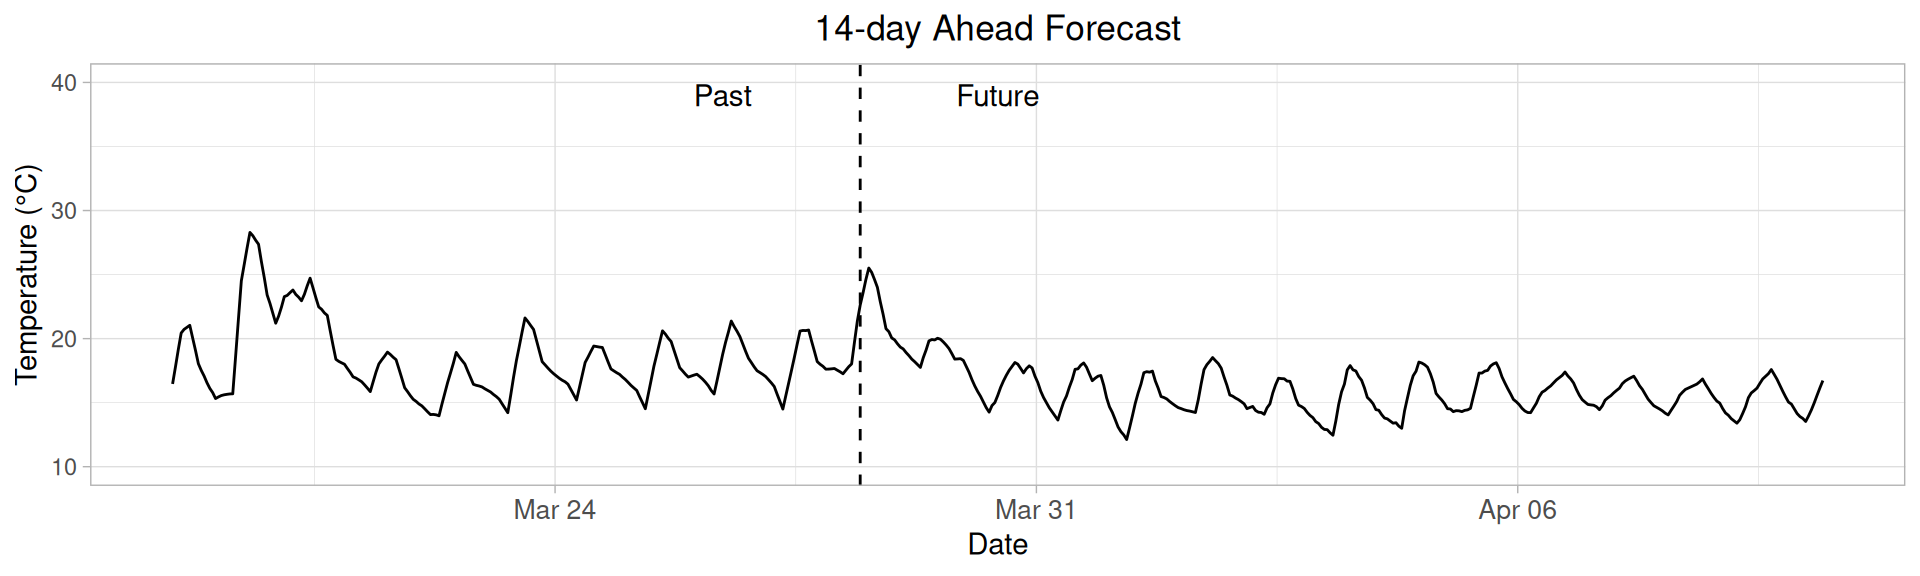 14-day Ahead Forecast
Past
Future
40
30
20
10
Temperature (°C)
Mar 24
Mar 31
Apr 06
Date